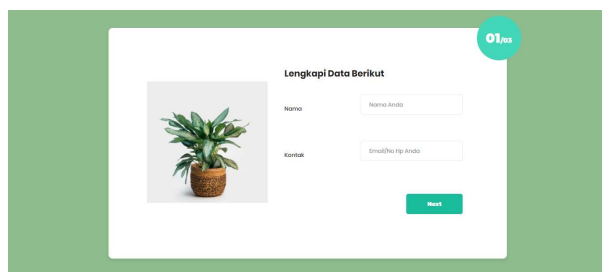 01/03
Lengkapi Data Berikut
Nama
Nama Anda
Kontak
Email/No.Hp Anda
Next